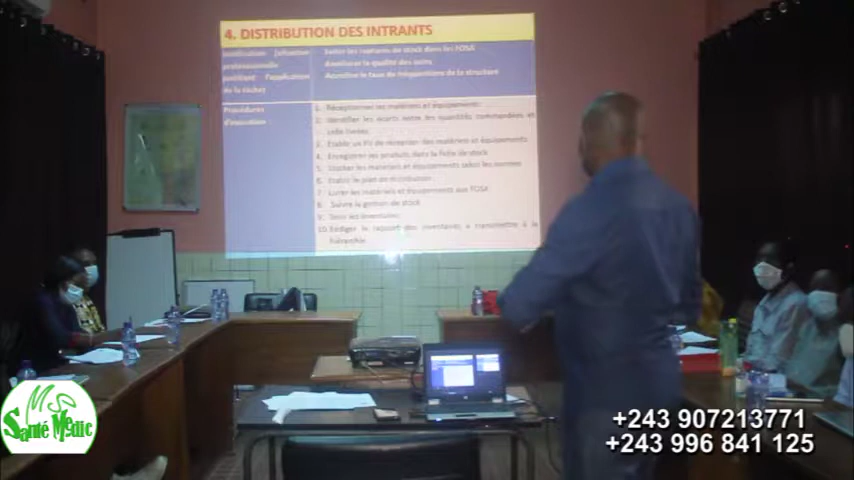 4. DISTRIBUTION DES INTRANTS
Justification (situation
professionnelle
justifiant l'application
de la tâche)
Eviter les ruptures de stock dans les FOSA
Améliorer la qualité des soins
Accroître le taux de fréquentions de la structure
Procédures
d'exécution
1. Réceptionner les matériels et équipements
2. Identifier les écarts entre les quantités commandées et
celle livrées
3. Etablir un PV de réception des matériels et équipements
4. Enregistrer les produits dans la fiche de stock
5. Stocker les matériels et équipements selon les normes
6. Etablir le plan de distribution
7. Livrer les matériels et équipements aux FOSA
8. Suivre la gestion de stock
9. Tenir les inventaires
10. Rédiger le rapport des inventaires à transmettre à la
hiérarchie
Santé Médic
+243 907213771
+243 996 841 125